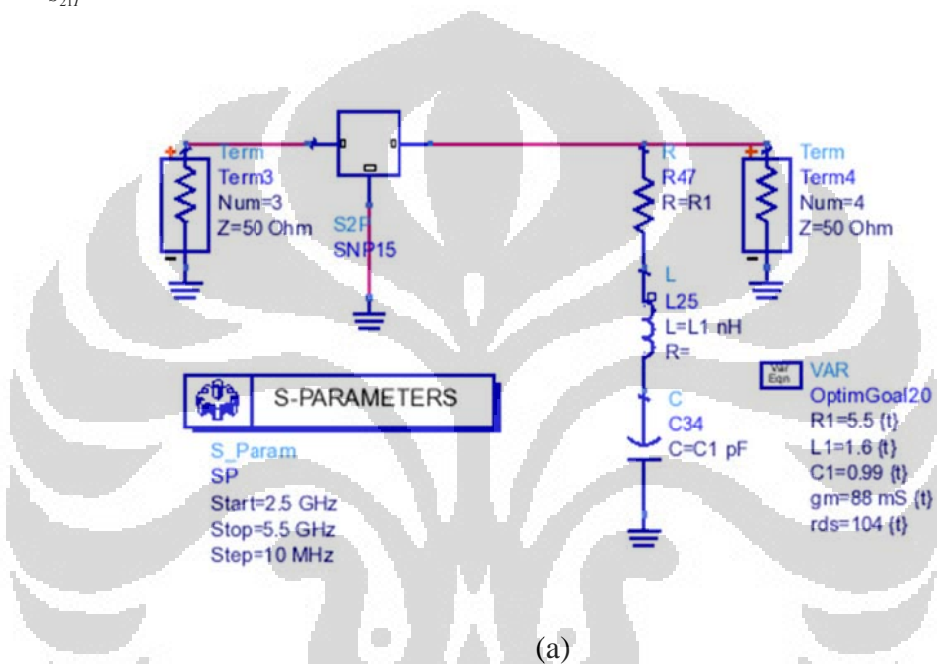 Term
Term3
Num=3
Z=50 Ohm
S2P
SNP15
R
R47
R=R1
Term
Term4
Num=4
Z=50 Ohm
L
L25
L=L1 nH
R=
C
C34
C=C1 pF
Var
Eqn
VAR
OptimGoal20
R1=5.5 {t}
L1=1.6 {t}
C1=0.99 {t}
gm=88 mS {t}
rds=104 {t}
S-PARAMETERS
S_Param
SP
Start=2.5 GHz
Stop=5.5 GHz
Step=10 MHz
(a)